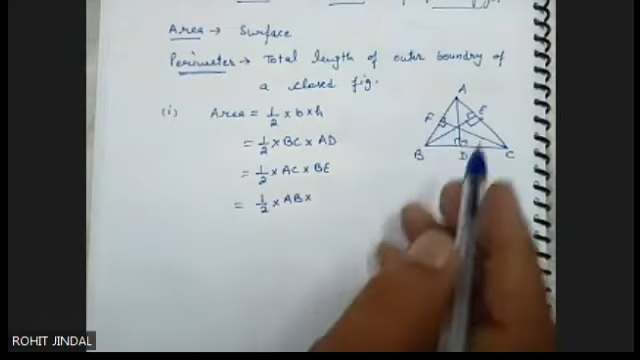 Area → Surface
Perimeter → Total length of outer boundry of
a closed fig.
(i) Area = 1/2 × b × h
= 1/2 × BC × AD
= 1/2 × AC × BE
= 1/2 × AB ×
A
F
E
B
D
C
ROHIT JINDAL